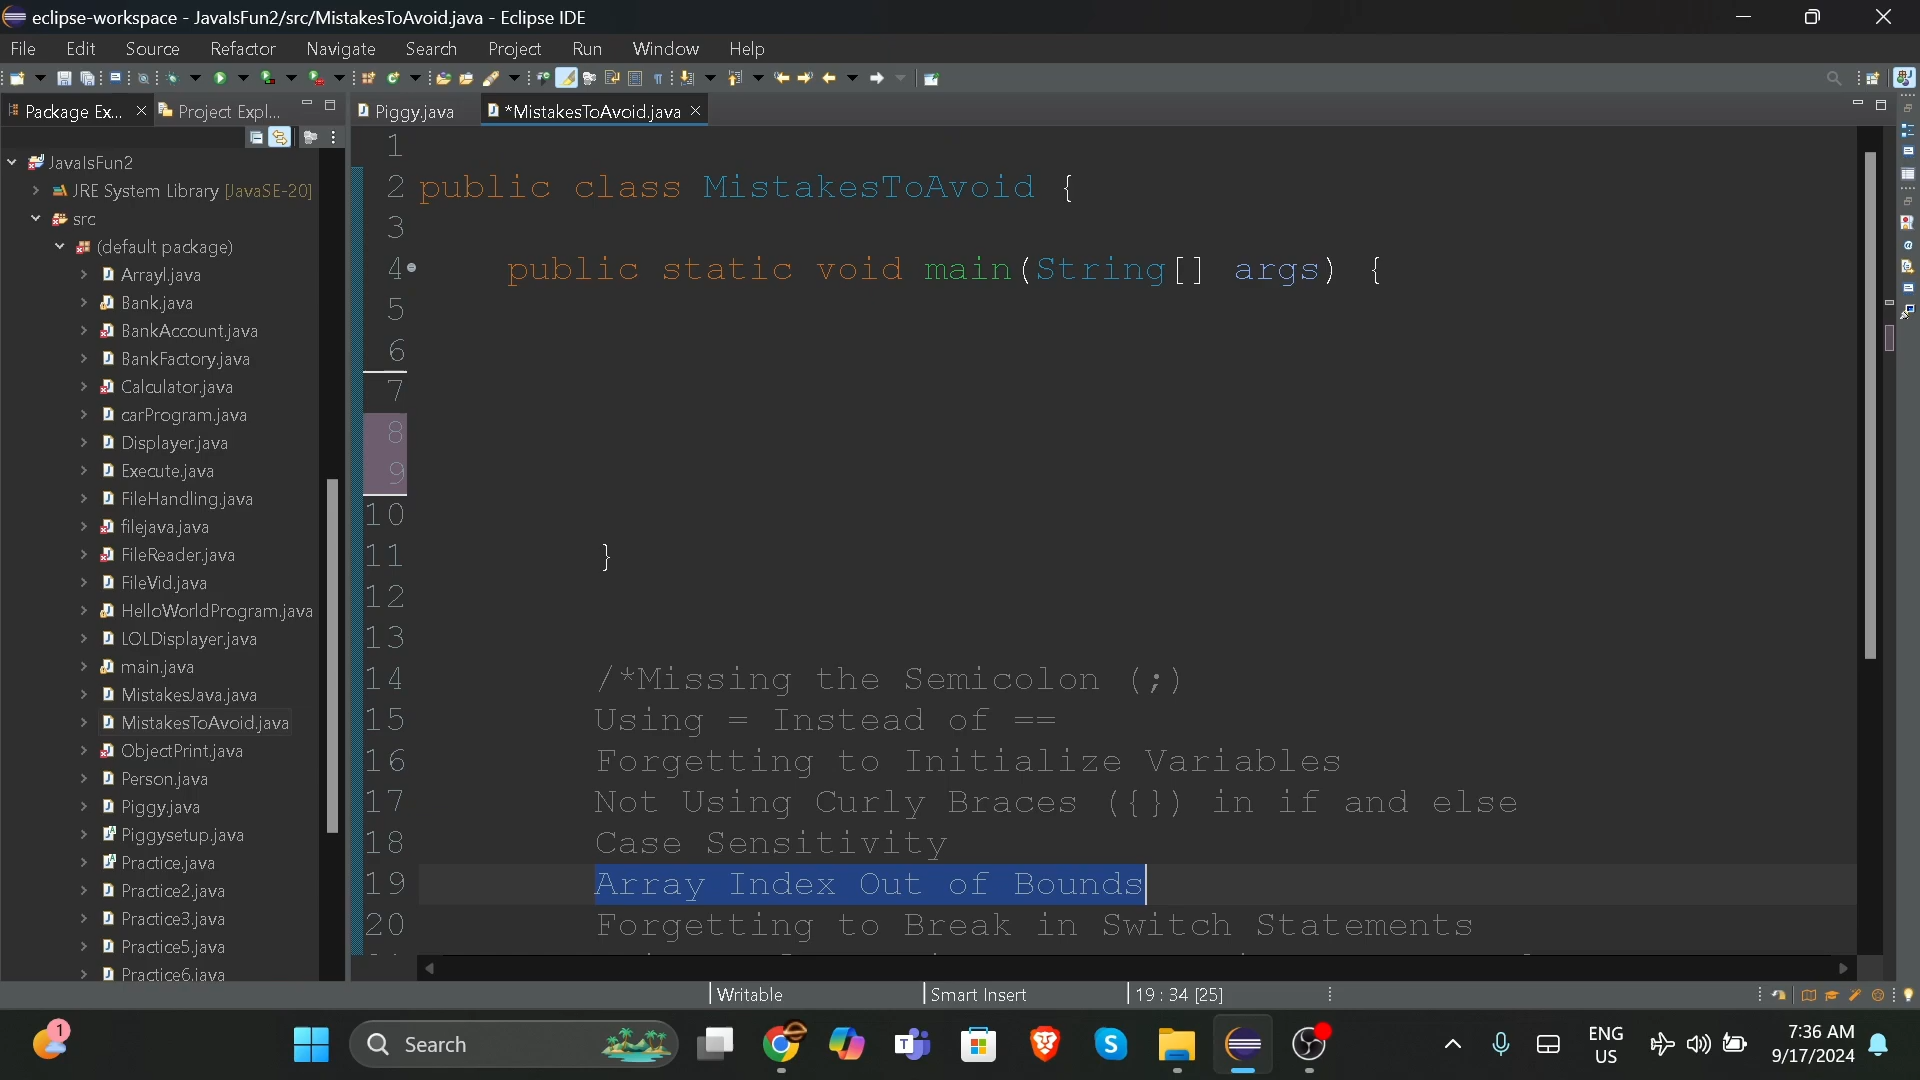 eclipse-workspace - JavaIsFun2/src/MistakesToAvoid.java - Eclipse IDE
File Edit Source Refactor Navigate Search Project Run Window Help
Package Ex... Project Expl... Piggy.java *MistakesToAvoid.java
JavaIsFun2
JRE System Library [JavaSE-20]
src
(default package)
Arrayl.java
Bank.java
BankAccount.java
BankFactory.java
Calculator.java
carProgram.java
Displayer.java
Execute.java
FileHandling.java
filejava.java
FileReader.java
FileVid.java
HelloWorldProgram.java
LOLDisplayer.java
main.java
MistakesJava.java
MistakesToAvoid.java
ObjectPrint.java
Person.java
Piggy.java
Piggysetup.java
Practice.java
Practice2.java
Practice3.java
Practice5.java
Practice6.java
1
2 public class MistakesToAvoid {
3
4 public static void main(String[] args) {
5
6
7
8
9
10
11 }
12
13
14 /*Missing the Semicolon (;)
15 Using = Instead of ==
16 Forgetting to Initialize Variables
17 Not Using Curly Braces ({}) in if and else
18 Case Sensitivity
19 Array Index Out of Bounds
20 Forgetting to Break in Switch Statements
Writable Smart Insert 19 : 34 [25]
1
Search
ENG
US
7:36 AM
9/17/2024